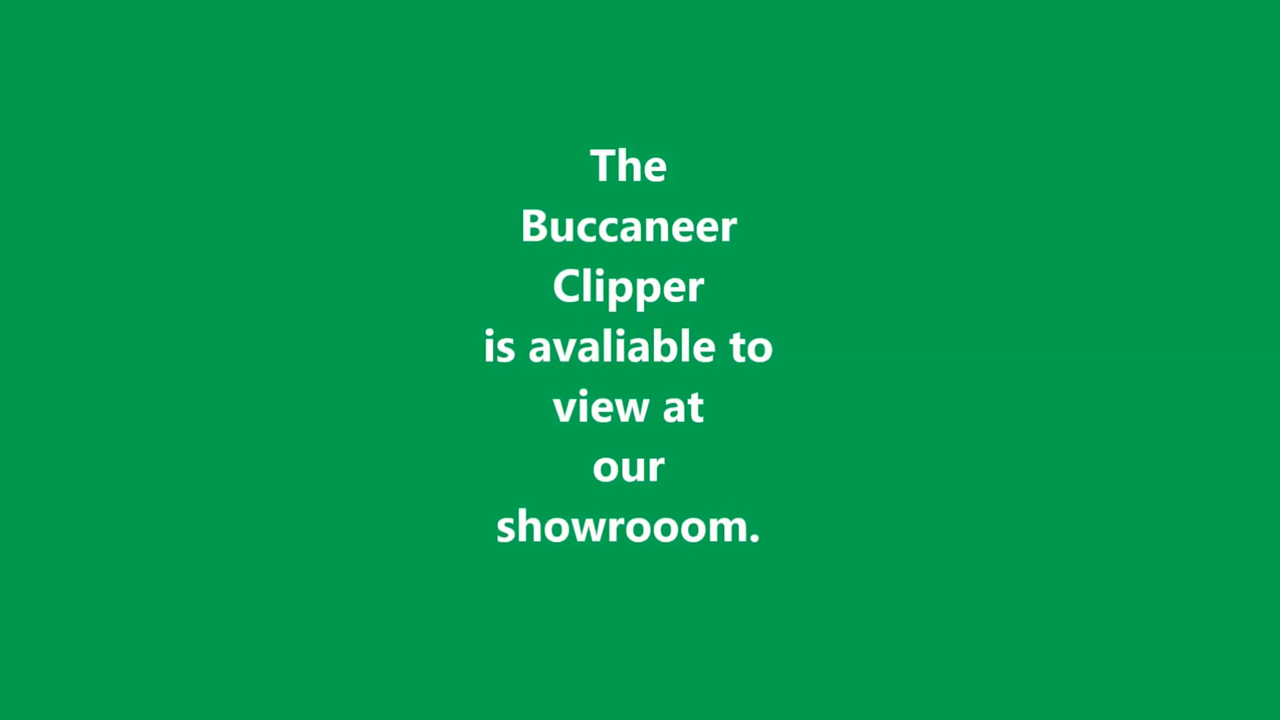 The
Buccaneer
Clipper
is avaliable to
view at
our
showrooom.